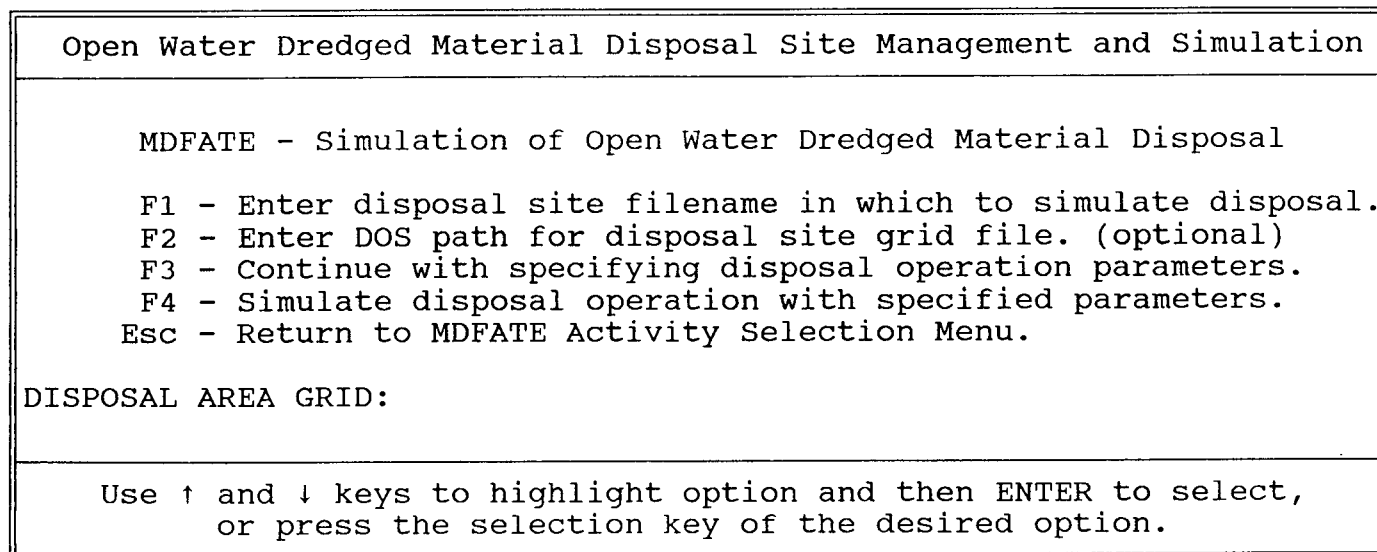 Open Water Dredged Material Disposal Site Management and Simulation
MDFATE - Simulation of Open Water Dredged Material Disposal
F1 - Enter disposal site filename in which to simulate disposal.
F2 - Enter DOS path for disposal site grid file. (optional)
F3 - Continue with specifying disposal operation parameters.
F4 - Simulate disposal operation with specified parameters.
Esc - Return to MDFATE Activity Selection Menu.
DISPOSAL AREA GRID:
Use ↑ and ↓ keys to highlight option and then ENTER to select,
or press the selection key of the desired option.